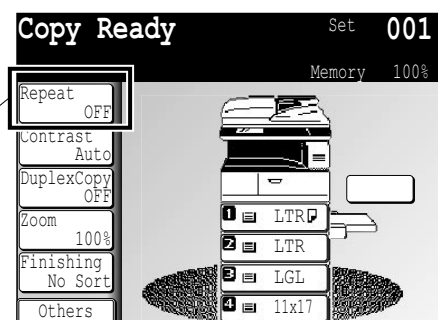 Copy Ready
Set 001
Memory 100%
Repeat
OFF
Contrast
Auto
DuplexCopy
OFF
Zoom
100%
Finishing
No Sort
Others
1 LTR
2 LTR
3 LGL
4 11x17